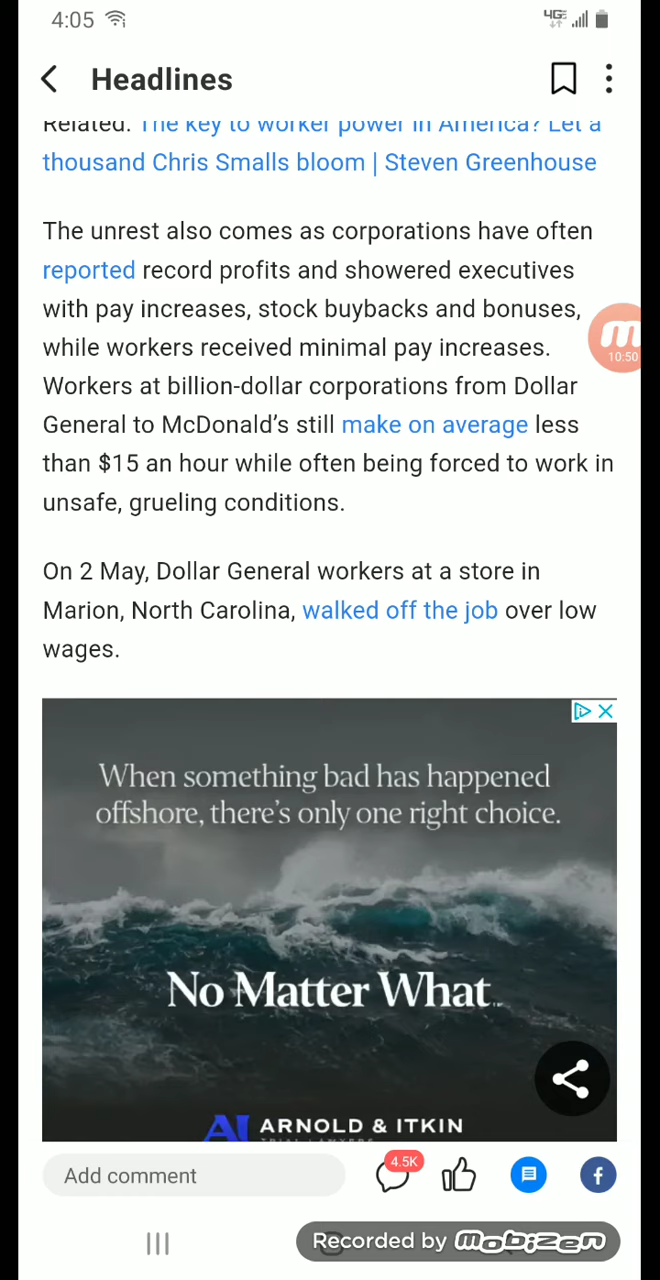 4:05
4GE
Headlines
Related: The key to worker power in America? Let a
thousand Chris Smalls bloom | Steven Greenhouse
The unrest also comes as corporations have often
reported record profits and showered executives
with pay increases, stock buybacks and bonuses,
while workers received minimal pay increases.
m
10:50
Workers at billion-dollar corporations from Dollar
General to McDonald's still make on average less
than $15 an hour while often being forced to work in
unsafe, grueling conditions.
On 2 May, Dollar General workers at a store in
Marion, North Carolina, walked off the job over low
wages.
When something bad has happened
offshore, there's only one right choice.
No Matter What
AI ARNOLD & ITKIN
TRIAL LAWYERS
Add comment
4.5K
f
Recorded by mobizen